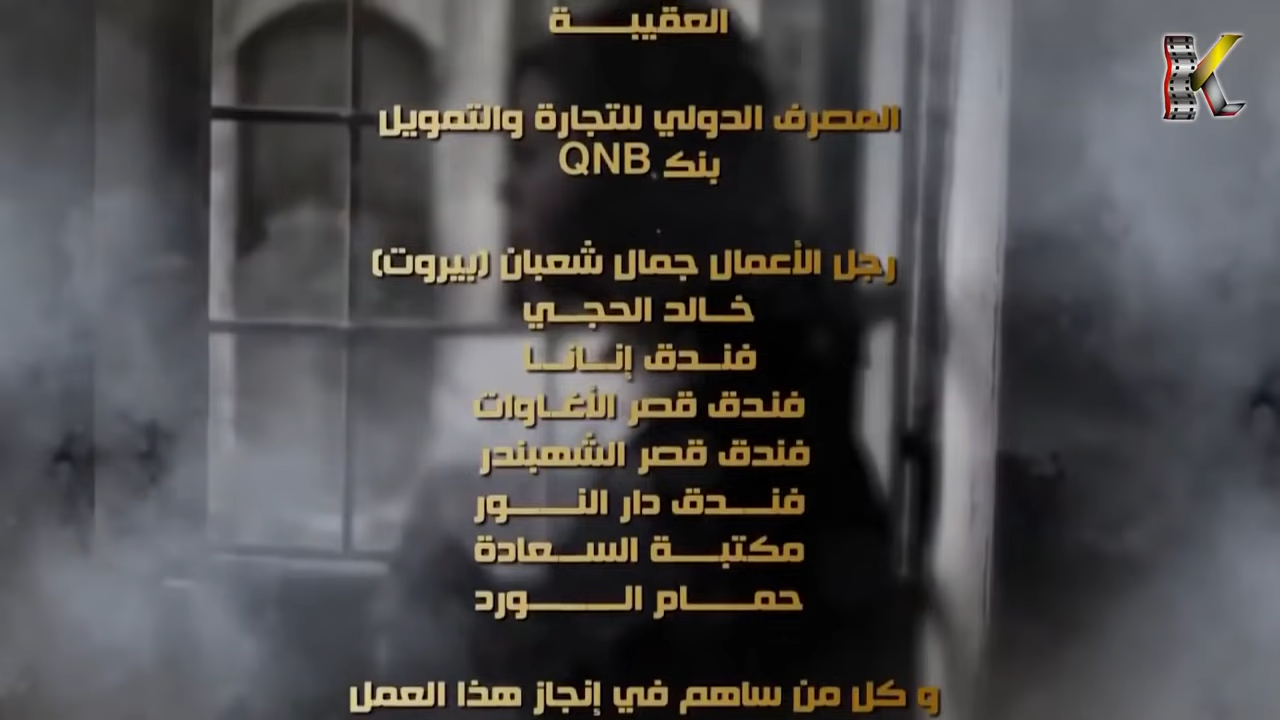 العقيبة
المصرف الدولي للتجارة والتمويل
بنك QNB
رجل الأعمال جمال شعبان (بيروت)
خالد الحجي
فندق إنانا
فندق قصر الأغاوات
فندق قصر الشهبندر
فندق دار النور
مكتبة السعادة
حمام الورد
و كل من ساهم في إنجاز هذا العمل